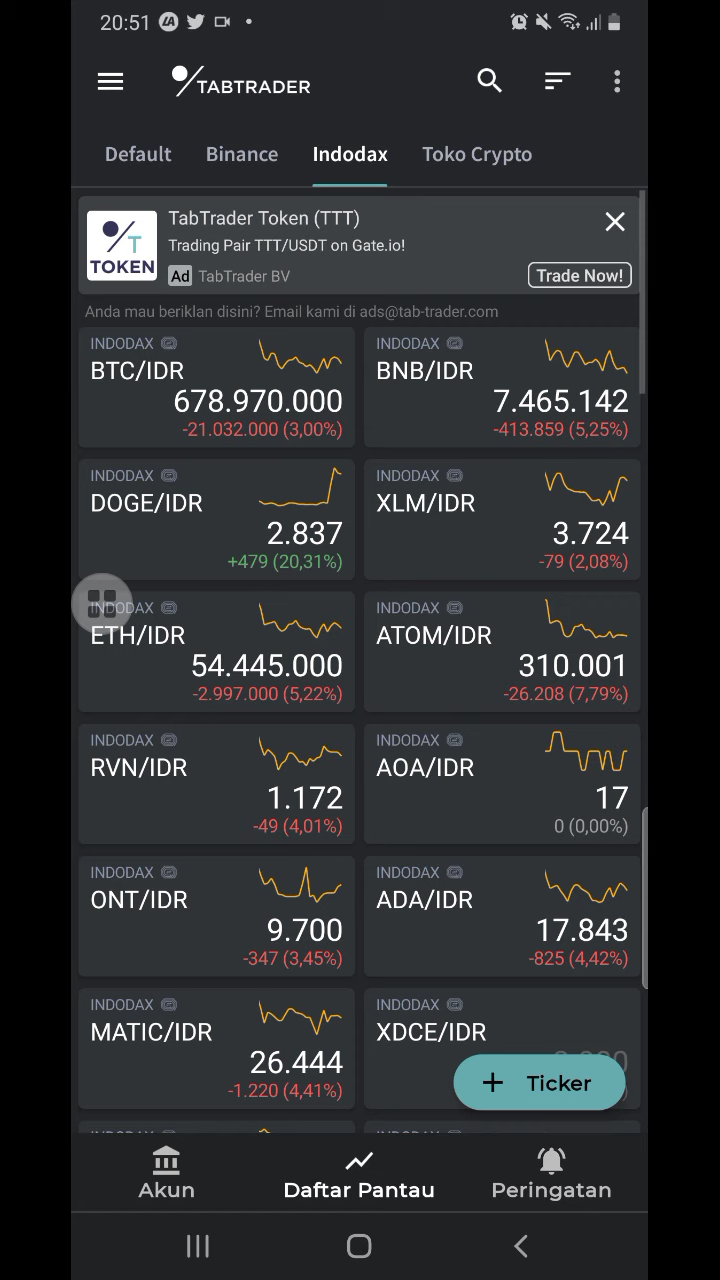 20:51
TABTRADER
Default Binance Indodax Toko Crypto
TabTrader Token (TTT)
Trading Pair TTT/USDT on Gate.io!
T
TOKEN
Ad TabTrader BV
Trade Now!
Anda mau beriklan disini? Email kami di ads@tab-trader.com
INDODAX
BTC/IDR
678.970.000
-21.032.000 (3,00%)
INDODAX
BNB/IDR
7.465.142
-413.859 (5,25%)
INDODAX
DOGE/IDR
2.837
+479 (20,31%)
INDODAX
XLM/IDR
3.724
-79 (2,08%)
INDODAX
ETH/IDR
54.445.000
-2.997.000 (5,22%)
INDODAX
ATOM/IDR
310.001
-26.208 (7,79%)
INDODAX
RVN/IDR
1.172
-49 (4,01%)
INDODAX
AOA/IDR
17
0 (0,00%)
INDODAX
ONT/IDR
9.700
-347 (3,45%)
INDODAX
ADA/IDR
17.843
-825 (4,42%)
INDODAX
MATIC/IDR
26.444
-1.220 (4,41%)
INDODAX
XDCE/IDR
+ Ticker
Akun Daftar Pantau Peringatan